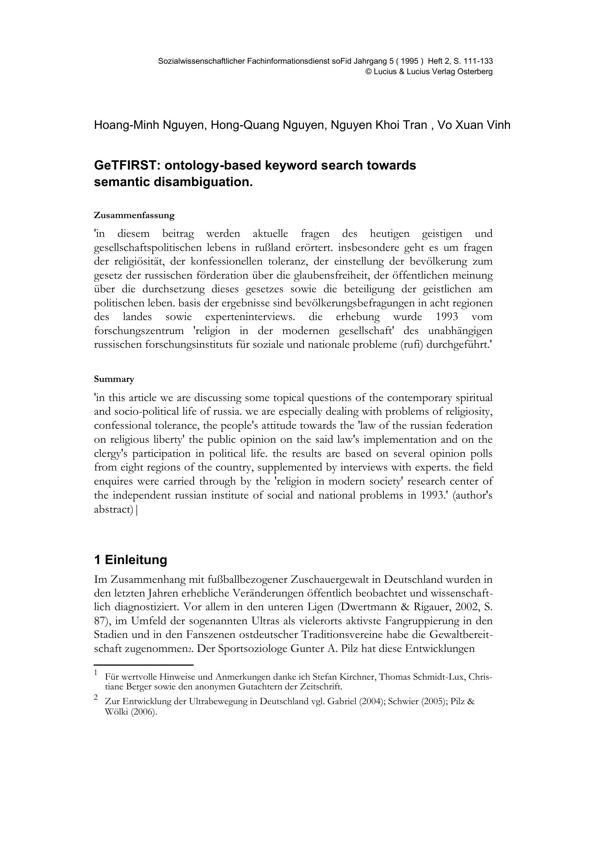 Sozialwissenschaftlicher Fachinformationsdienst soFid Jahrgang 5 ( 1995 ) Heft 2, S. 111-133
© Lucius & Lucius Verlag Osterberg
Hoang-Minh Nguyen, Hong-Quang Nguyen, Nguyen Khoi Tran , Vo Xuan Vinh
GeTFIRST: ontology-based keyword search towards
semantic disambiguation.
Zusammenfassung
'in diesem beitrag werden aktuelle fragen des heutigen geistigen und
gesellschaftspolitischen lebens in rußland erörtert. insbesondere geht es um fragen
der religiösität, der konfessionellen toleranz, der einstellung der bevölkerung zum
gesetz der russischen förderation über die glaubensfreiheit, der öffentlichen meinung
über die durchsetzung dieses gesetzes sowie die beteiligung der geistlichen am
politischen leben. basis der ergebnisse sind bevölkerungsbefragungen in acht regionen
des landes sowie experteninterviews. die erhebung wurde 1993 vom
forschungszentrum 'religion in der modernen gesellschaft' des unabhängigen
russischen forschungsinstituts für soziale und nationale probleme (rufi) durchgeführt.'
Summary
'in this article we are discussing some topical questions of the contemporary spiritual
and socio-political life of russia. we are especially dealing with problems of religiosity,
confessional tolerance, the people's attitude towards the 'law of the russian federation
on religious liberty' the public opinion on the said law's implementation and on the
clergy's participation in political life. the results are based on several opinion polls
from eight regions of the country, supplemented by interviews with experts. the field
enquires were carried through by the 'religion in modern society' research center of
the independent russian institute of social and national problems in 1993.' (author's
abstract)|
1 Einleitung
Im Zusammenhang mit fußballbezogener Zuschauergewalt in Deutschland wurden in
den letzten Jahren erhebliche Veränderungen öffentlich beobachtet und wissenschaft-
lich diagnostiziert. Vor allem in den unteren Ligen (Dwertmann & Rigauer, 2002, S.
87), im Umfeld der sogenannten Ultras als vielerorts aktivste Fangruppierung in den
Stadien und in den Fanszenen ostdeutscher Traditionsvereine habe die Gewaltbereit-
schaft zugenommen2. Der Sportsoziologe Gunter A. Pilz hat diese Entwicklungen
1 Für wertvolle Hinweise und Anmerkungen danke ich Stefan Kirchner, Thomas Schmidt-Lux, Chris-
tiane Berger sowie den anonymen Gutachtern der Zeitschrift.
2 Zur Entwicklung der Ultrabewegung in Deutschland vgl. Gabriel (2004); Schwier (2005); Pilz &
Wölki (2006).